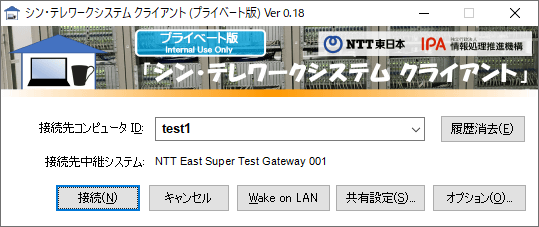 シン・テレワークシステム クライアント (プライベート版) Ver 0.18
プライベート版
Internal Use Only
NTT東日本
IPA 独立行政法人 情報処理推進機構
「シン・テレワークシステム クライアント」
接続先コンピュータ ID: test1 履歴消去(E)
接続先中継システム: NTT East Super Test Gateway 001
接続(N) キャンセル Wake on LAN 共有設定(S)... オプション(O)...